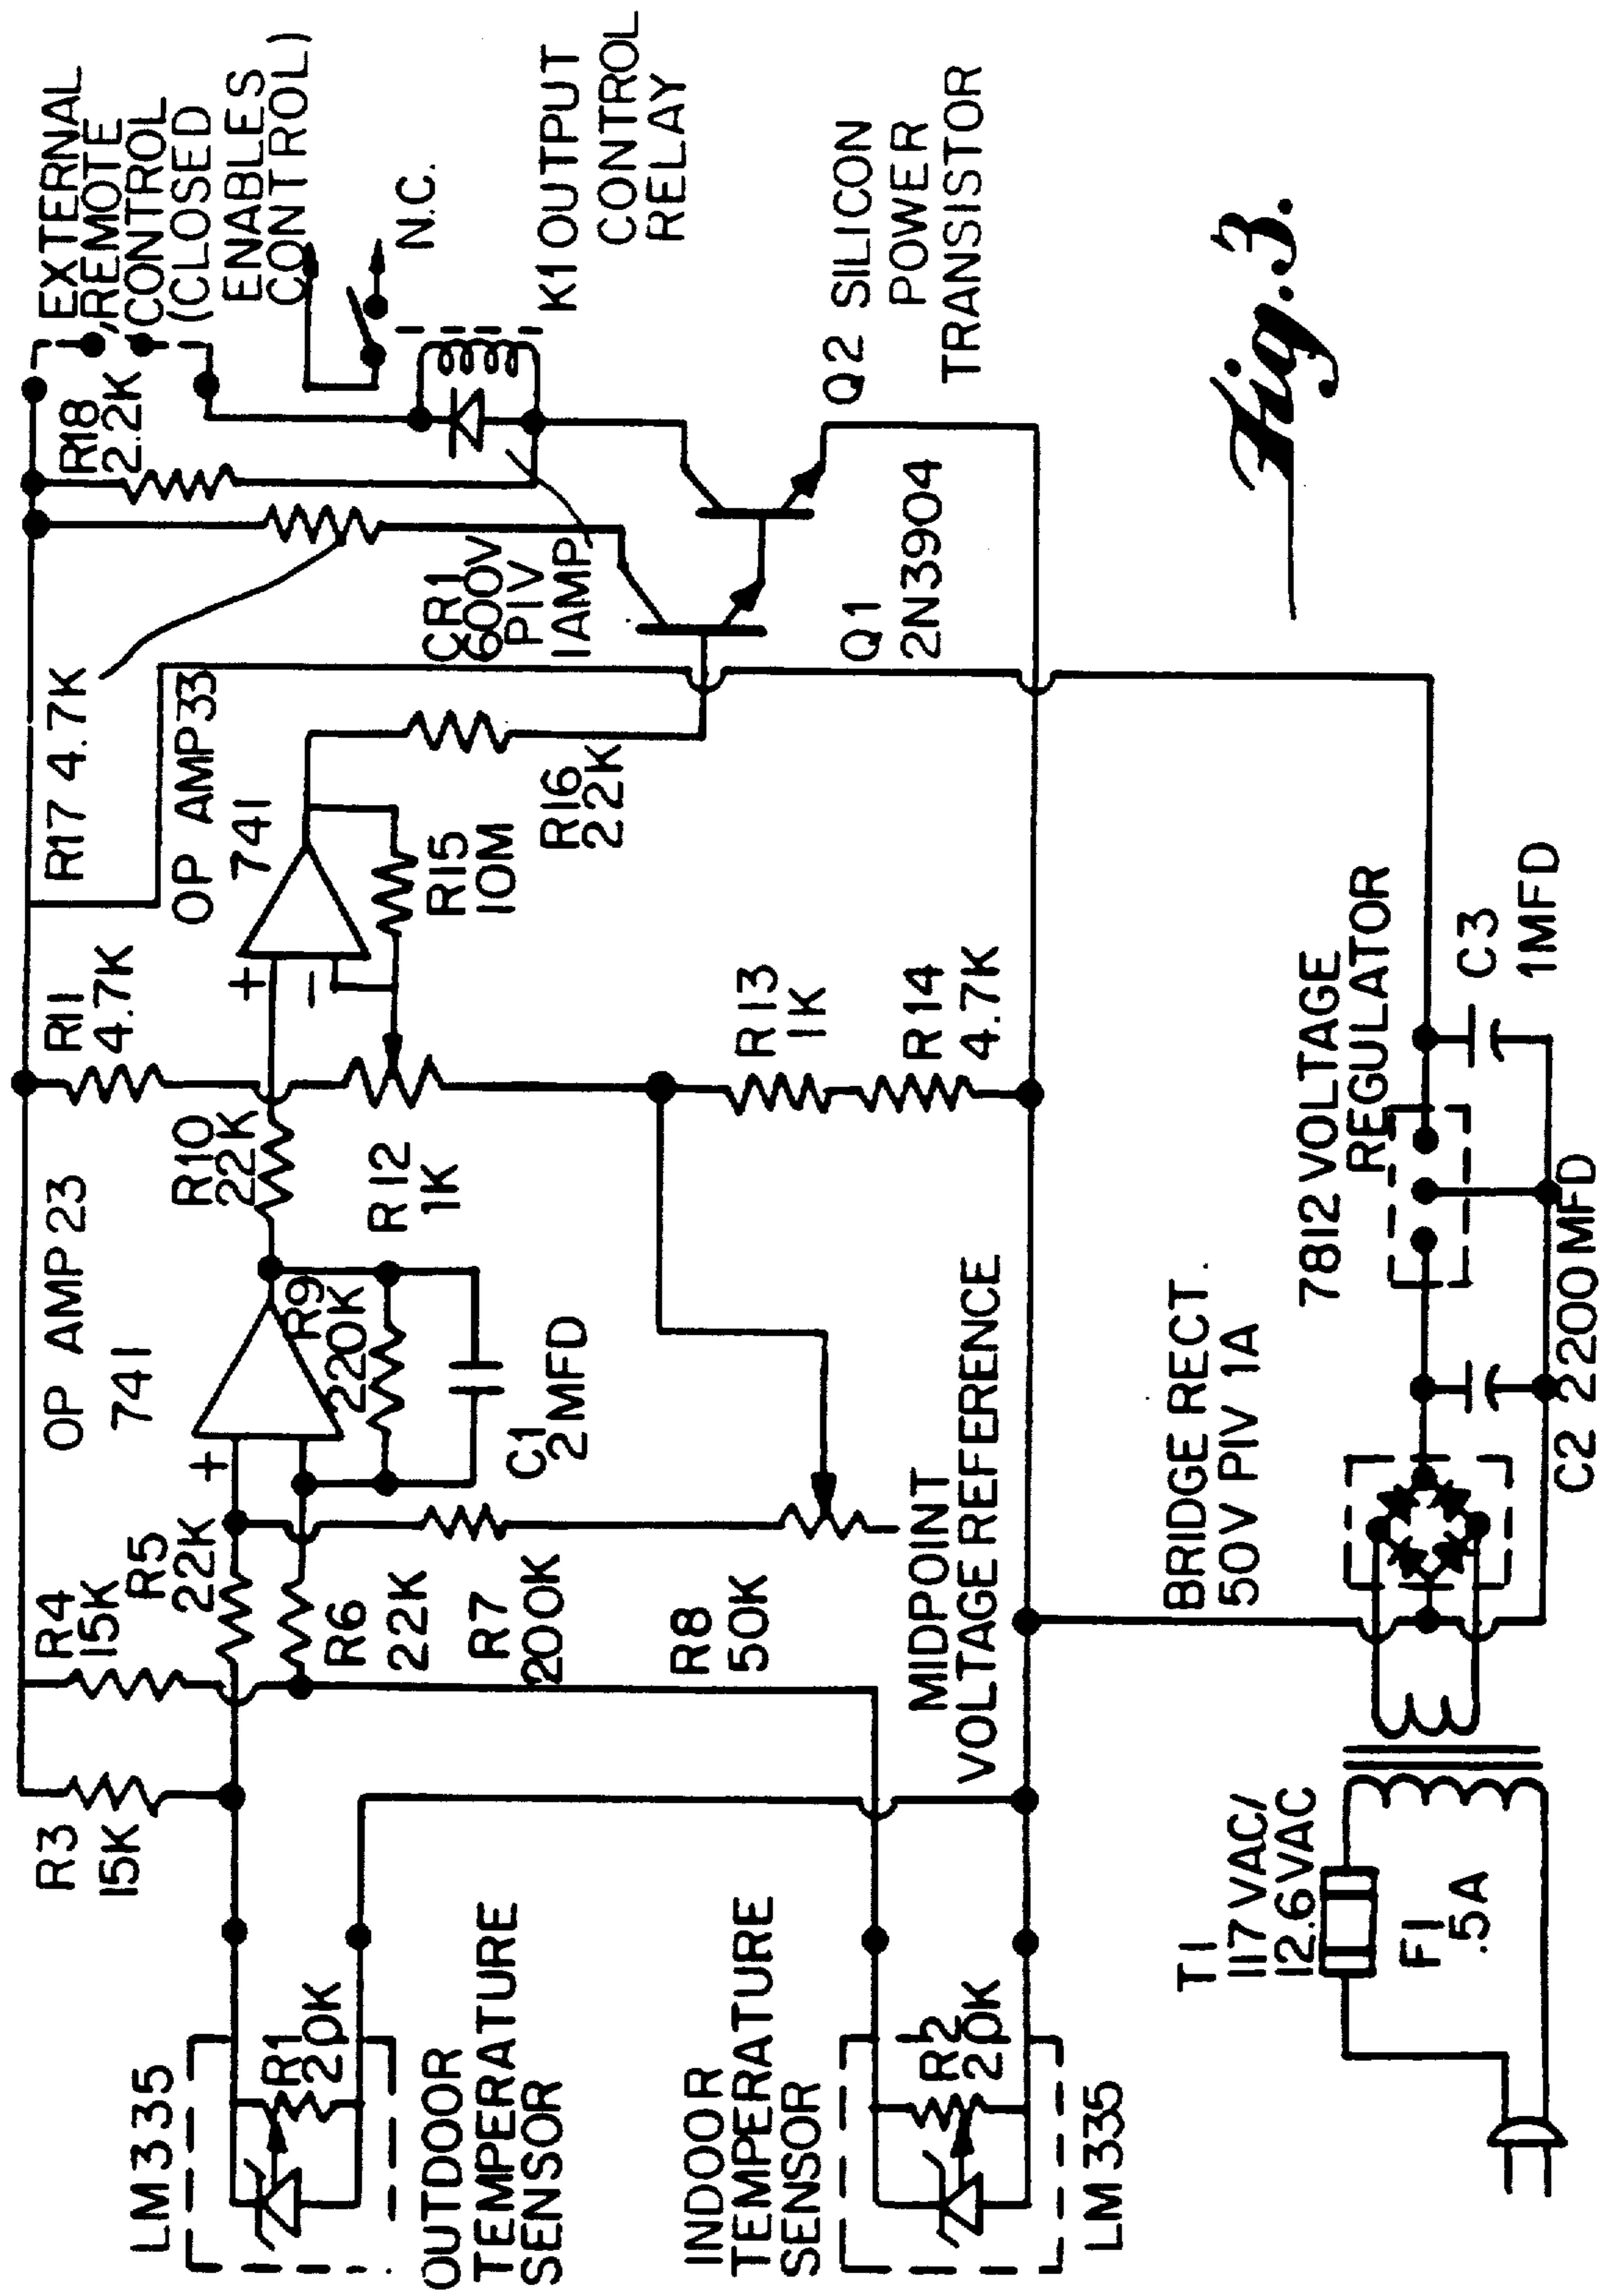 EXTERNAL
REMOTE
CONTROL
(CLOSED
ENABLES
CONTROL)
N.C.
K1 OUTPUT
CONTROL
RELAY
R18
2.2K
R17 4.7K
CR1
600V
PIV
1AMP
Q2 SILICON
POWER
TRANSISTOR
Q1
2N3904
OP AMP 33
741
R16
22K
R15
10M
+
−
R11
4.7K
R10
22K
R12
1K
R13
1K
R14
4.7K
OP AMP 23
741
+
R9
220K
C1
2MFD
R4
15K
R5
22K
R6
22K
R7
200K
R8
50K
MIDPOINT
VOLTAGE REFERENCE
R3
15K
LM335
R1
20K
OUTDOOR
TEMPERATURE
SENSOR
INDOOR
TEMPERATURE
SENSOR
R2
20K
LM335
T1
117 VAC/
12.6 VAC
F1
.5A
BRIDGE RECT.
50V PIV 1A
7812 VOLTAGE
REGULATOR
C2 2200 MFD
C3
1MFD
Fig. 3.